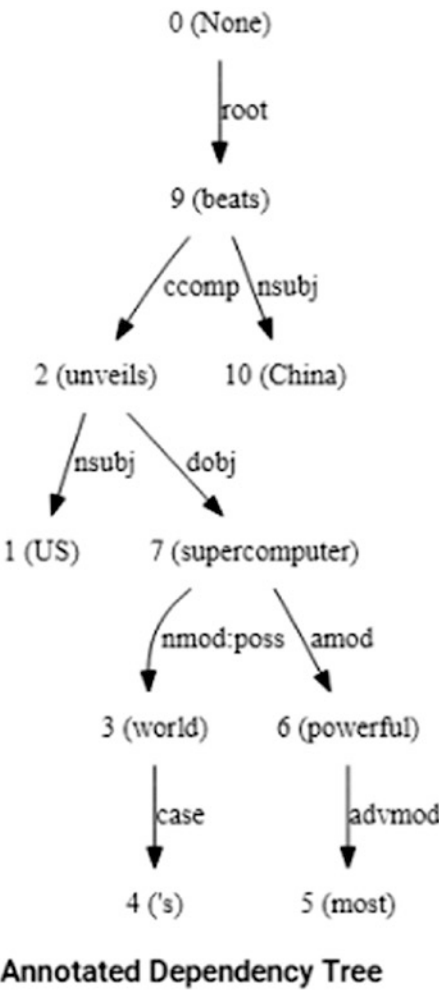 0 (None)
root
9 (beats)
ccomp nsubj
2 (unveils) 10 (China)
nsubj dobj
1 (US) 7 (supercomputer)
nmod:poss amod
3 (world) 6 (powerful)
case advmod
4 ('s) 5 (most)
Annotated Dependency Tree